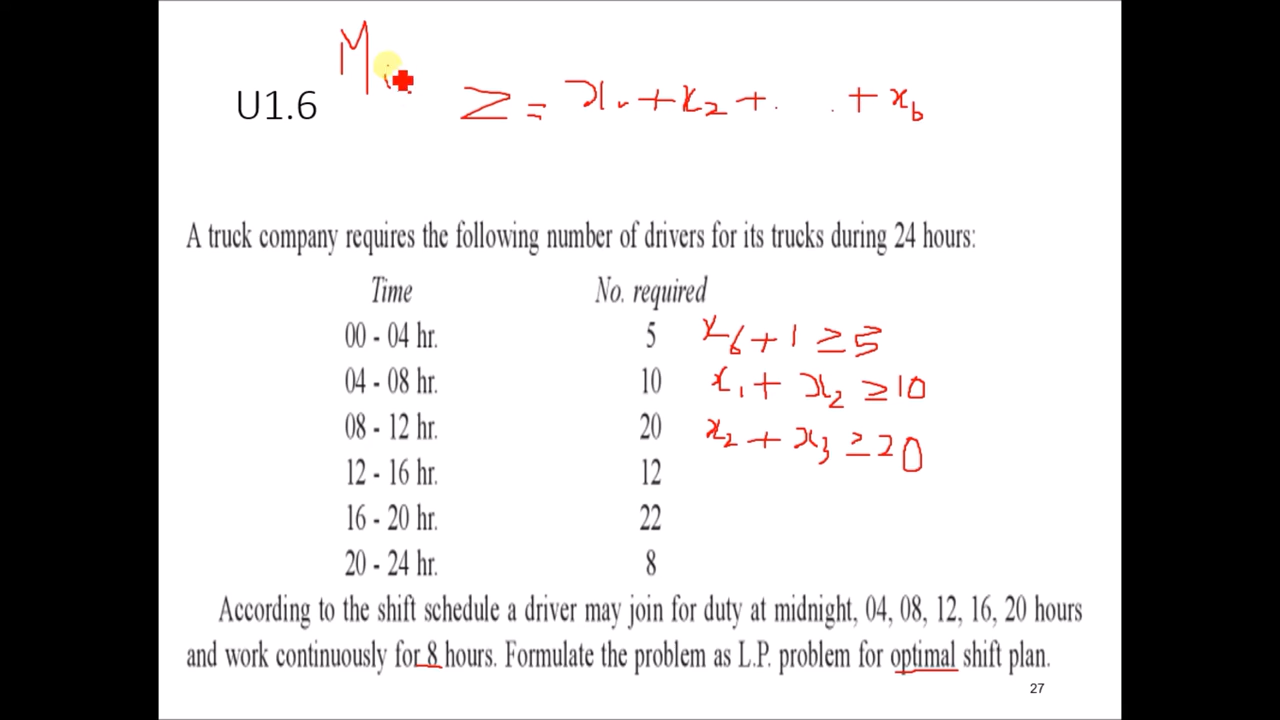 Mi
U1.6 Z = x1 + x2 + . . + x6
A truck company requires the following number of drivers for its trucks during 24 hours:
Time No. required
00 - 04 hr. 5 x6 + 1 ≥ 5
04 - 08 hr. 10 x1 + x2 ≥ 10
08 - 12 hr. 20 x2 + x3 ≥ 20
12 - 16 hr. 12
16 - 20 hr. 22
20 - 24 hr. 8
According to the shift schedule a driver may join for duty at midnight, 04, 08, 12, 16, 20 hours
and work continuously for 8 hours. Formulate the problem as L.P. problem for optimal shift plan.
27